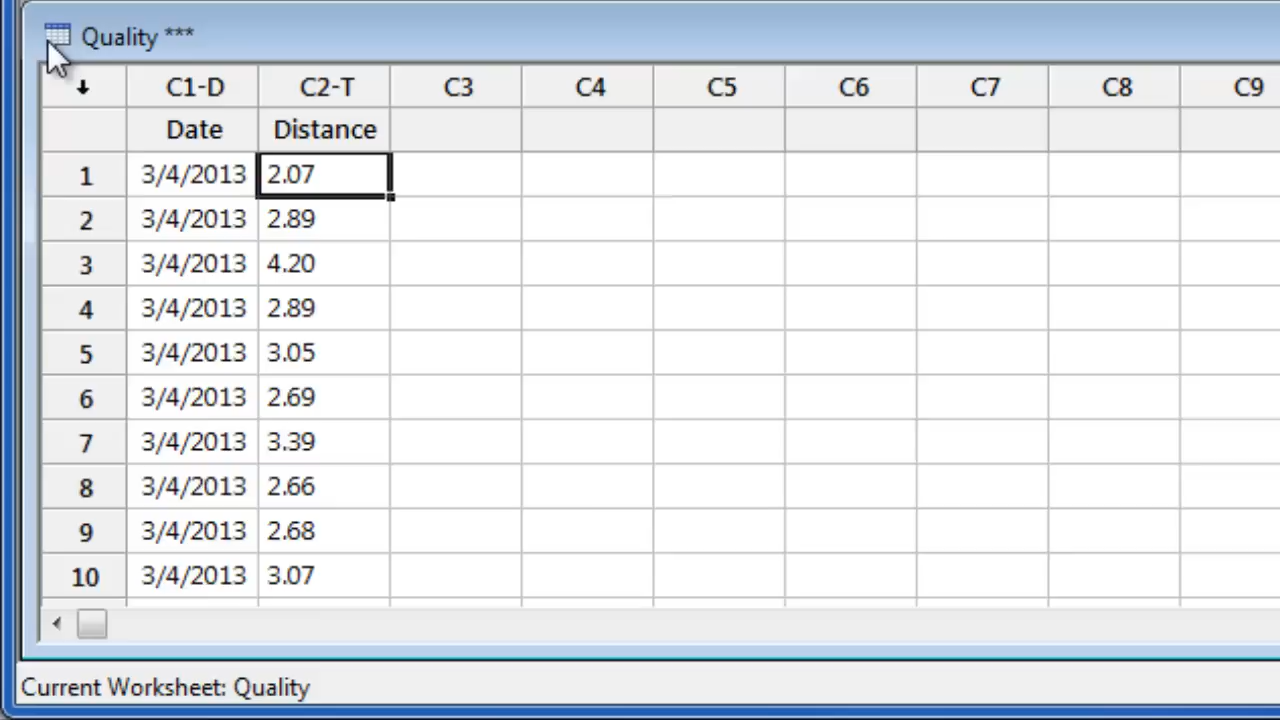 Quality ***
C1-D C2-T C3 C4 C5 C6 C7 C8 C9
Date Distance
1 3/4/2013 2.07
2 3/4/2013 2.89
3 3/4/2013 4.20
4 3/4/2013 2.89
5 3/4/2013 3.05
6 3/4/2013 2.69
7 3/4/2013 3.39
8 3/4/2013 2.66
9 3/4/2013 2.68
10 3/4/2013 3.07
Current Worksheet: Quality